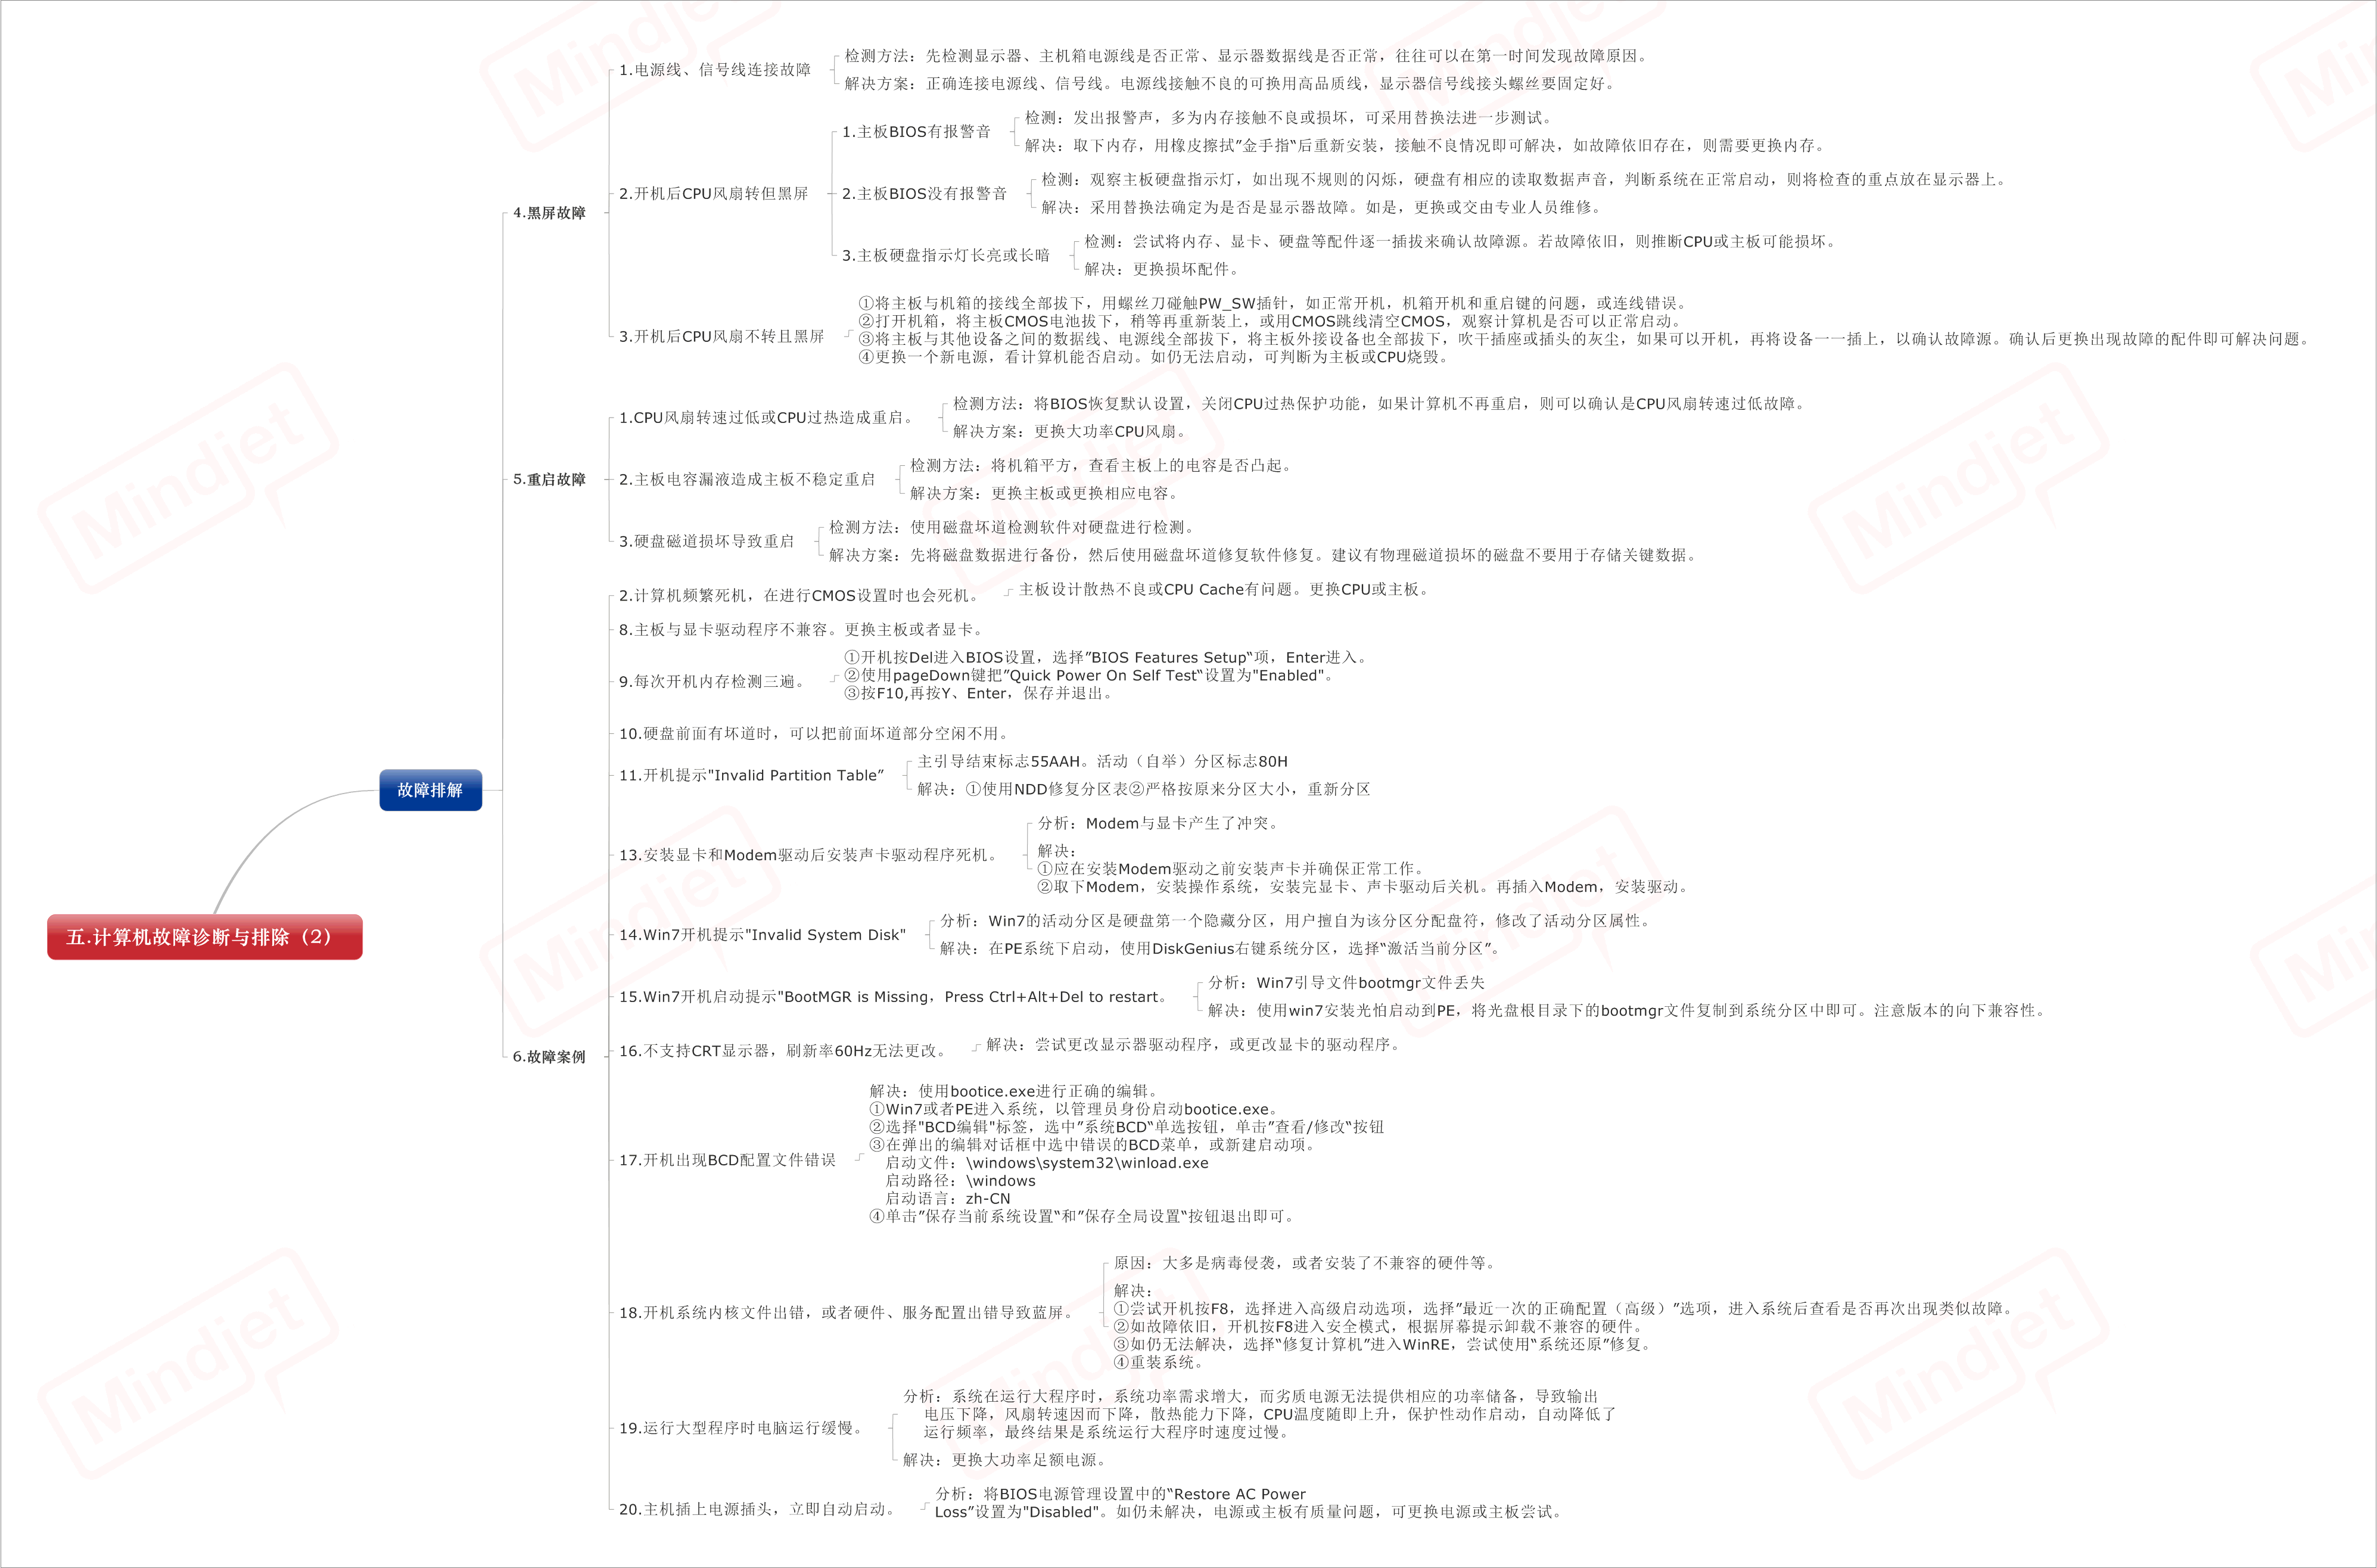 五.计算机故障诊断与排除（2）
故障排解
4.黑屏故障
1.电源线、信号线连接故障
检测方法：先检测显示器、主机箱电源线是否正常、显示器数据线是否正常，往往可以在第一时间发现故障原因。
解决方案：正确连接电源线、信号线。电源线接触不良的可换用高品质线，显示器信号线接头螺丝要固定好。
2.开机后CPU风扇转但黑屏
1.主板BIOS有报警音
检测：发出报警声，多为内存接触不良或损坏，可采用替换法进一步测试。
解决：取下内存，用橡皮擦拭”金手指“后重新安装，接触不良情况即可解决，如故障依旧存在，则需要更换内存。
2.主板BIOS没有报警音
检测：观察主板硬盘指示灯，如出现不规则的闪烁，硬盘有相应的读取数据声音，判断系统在正常启动，则将检查的重点放在显示器上。
解决：采用替换法确定为是否是显示器故障。如是，更换或交由专业人员维修。
3.主板硬盘指示灯长亮或长暗
检测：尝试将内存、显卡、硬盘等配件逐一插拔来确认故障源。若故障依旧，则推断CPU或主板可能损坏。
解决：更换损坏配件。
3.开机后CPU风扇不转且黑屏
①将主板与机箱的接线全部拔下，用螺丝刀碰触PW_SW插针，如正常开机，机箱开机和重启键的问题，或连线错误。
②打开机箱，将主板CMOS电池拔下，稍等再重新装上，或用CMOS跳线清空CMOS，观察计算机是否可以正常启动。
③将主板与其他设备之间的数据线、电源线全部拔下，将主板外接设备也全部拔下，吹干插座或插头的灰尘，如果可以开机，再将设备一一插上，以确认故障源。确认后更换出现故障的配件即可解决问题。
④更换一个新电源，看计算机能否启动。如仍无法启动，可判断为主板或CPU烧毁。
5.重启故障
1.CPU风扇转速过低或CPU过热造成重启。
检测方法：将BIOS恢复默认设置，关闭CPU过热保护功能，如果计算机不再重启，则可以确认是CPU风扇转速过低故障。
解决方案：更换大功率CPU风扇。
2.主板电容漏液造成主板不稳定重启
检测方法：将机箱平方，查看主板上的电容是否凸起。
解决方案：更换主板或更换相应电容。
3.硬盘磁道损坏导致重启
检测方法：使用磁盘坏道检测软件对硬盘进行检测。
解决方案：先将磁盘数据进行备份，然后使用磁盘坏道修复软件修复。建议有物理磁道损坏的磁盘不要用于存储关键数据。
6.故障案例
2.计算机频繁死机，在进行CMOS设置时也会死机。
主板设计散热不良或CPU Cache有问题。更换CPU或主板。
8.主板与显卡驱动程序不兼容。更换主板或者显卡。
9.每次开机内存检测三遍。
①开机按Del进入BIOS设置，选择”BIOS Features Setup“项，Enter进入。
②使用pageDown键把”Quick Power On Self Test“设置为"Enabled"。
③按F10,再按Y、Enter，保存并退出。
10.硬盘前面有坏道时，可以把前面坏道部分空闲不用。
11.开机提示"Invalid Partition Table”
主引导结束标志55AAH。活动（自举）分区标志80H
解决：①使用NDD修复分区表②严格按原来分区大小，重新分区
13.安装显卡和Modem驱动后安装声卡驱动程序死机。
分析：Modem与显卡产生了冲突。
解决：
①应在安装Modem驱动之前安装声卡并确保正常工作。
②取下Modem，安装操作系统，安装完显卡、声卡驱动后关机。再插入Modem，安装驱动。
14.Win7开机提示"Invalid System Disk"
分析：Win7的活动分区是硬盘第一个隐藏分区，用户擅自为该分区分配盘符，修改了活动分区属性。
解决：在PE系统下启动，使用DiskGenius右键系统分区，选择“激活当前分区”。
15.Win7开机启动提示"BootMGR is Missing，Press Ctrl+Alt+Del to restart。
分析：Win7引导文件bootmgr文件丢失
解决：使用win7安装光怕启动到PE，将光盘根目录下的bootmgr文件复制到系统分区中即可。注意版本的向下兼容性。
16.不支持CRT显示器，刷新率60Hz无法更改。
解决：尝试更改显示器驱动程序，或更改显卡的驱动程序。
17.开机出现BCD配置文件错误
解决：使用bootice.exe进行正确的编辑。
①Win7或者PE进入系统，以管理员身份启动bootice.exe。
②选择"BCD编辑"标签，选中”系统BCD“单选按钮，单击”查看/修改“按钮
③在弹出的编辑对话框中选中错误的BCD菜单，或新建启动项。
启动文件：\windows\system32\winload.exe
启动路径：\windows
启动语言：zh-CN
④单击”保存当前系统设置“和”保存全局设置“按钮退出即可。
18.开机系统内核文件出错，或者硬件、服务配置出错导致蓝屏。
原因：大多是病毒侵袭，或者安装了不兼容的硬件等。
解决：
①尝试开机按F8，选择进入高级启动选项，选择”最近一次的正确配置（高级）”选项，进入系统后查看是否再次出现类似故障。
②如故障依旧，开机按F8进入安全模式，根据屏幕提示卸载不兼容的硬件。
③如仍无法解决，选择“修复计算机”进入WinRE，尝试使用“系统还原”修复。
④重装系统。
19.运行大型程序时电脑运行缓慢。
分析：系统在运行大程序时，系统功率需求增大，而劣质电源无法提供相应的功率储备，导致输出
电压下降，风扇转速因而下降，散热能力下降，CPU温度随即上升，保护性动作启动，自动降低了
运行频率，最终结果是系统运行大程序时速度过慢。
解决：更换大功率足额电源。
20.主机插上电源插头，立即自动启动。
分析：将BIOS电源管理设置中的“Restore AC Power
Loss”设置为"Disabled"。如仍未解决，电源或主板有质量问题，可更换电源或主板尝试。